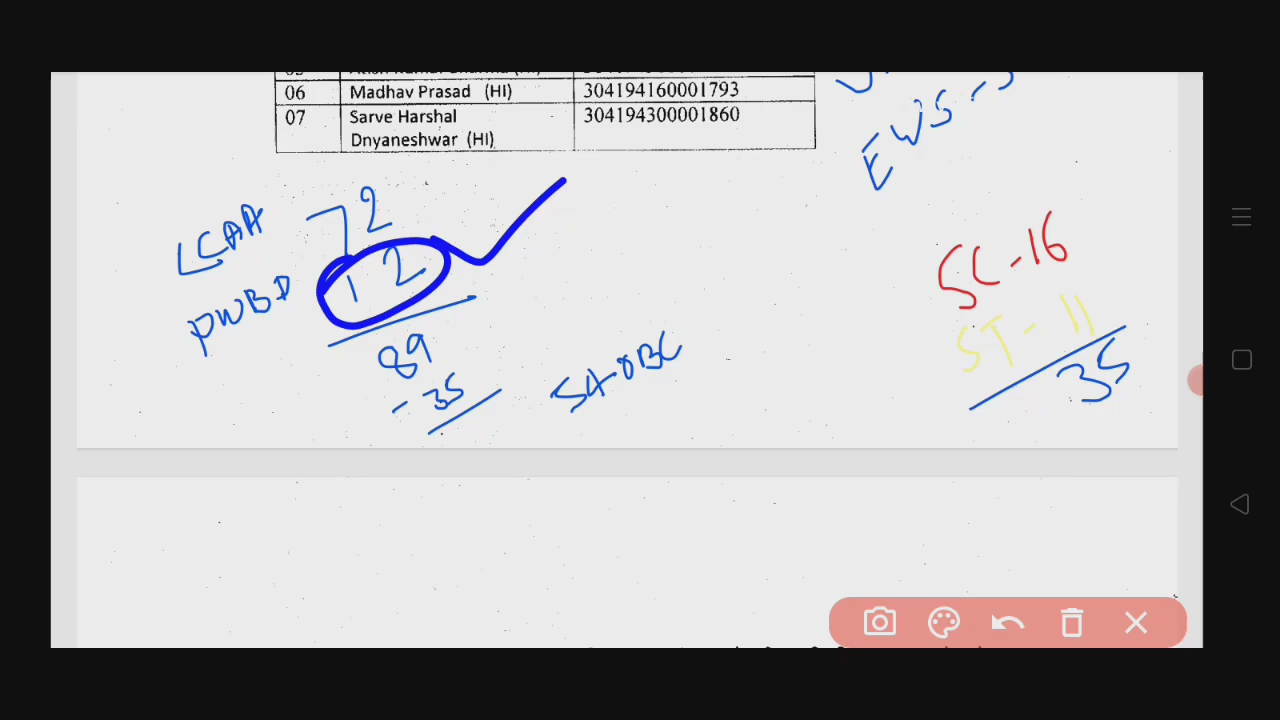 06 Madhav Prasad (HI) 304194160001793
07 Sarve Harshal Dnyaneshwar (HI) 304194300001860
EWS -
LCAA 72
PWBD 12
89
- 35
54 OBC
SC - 16
ST - 11
35